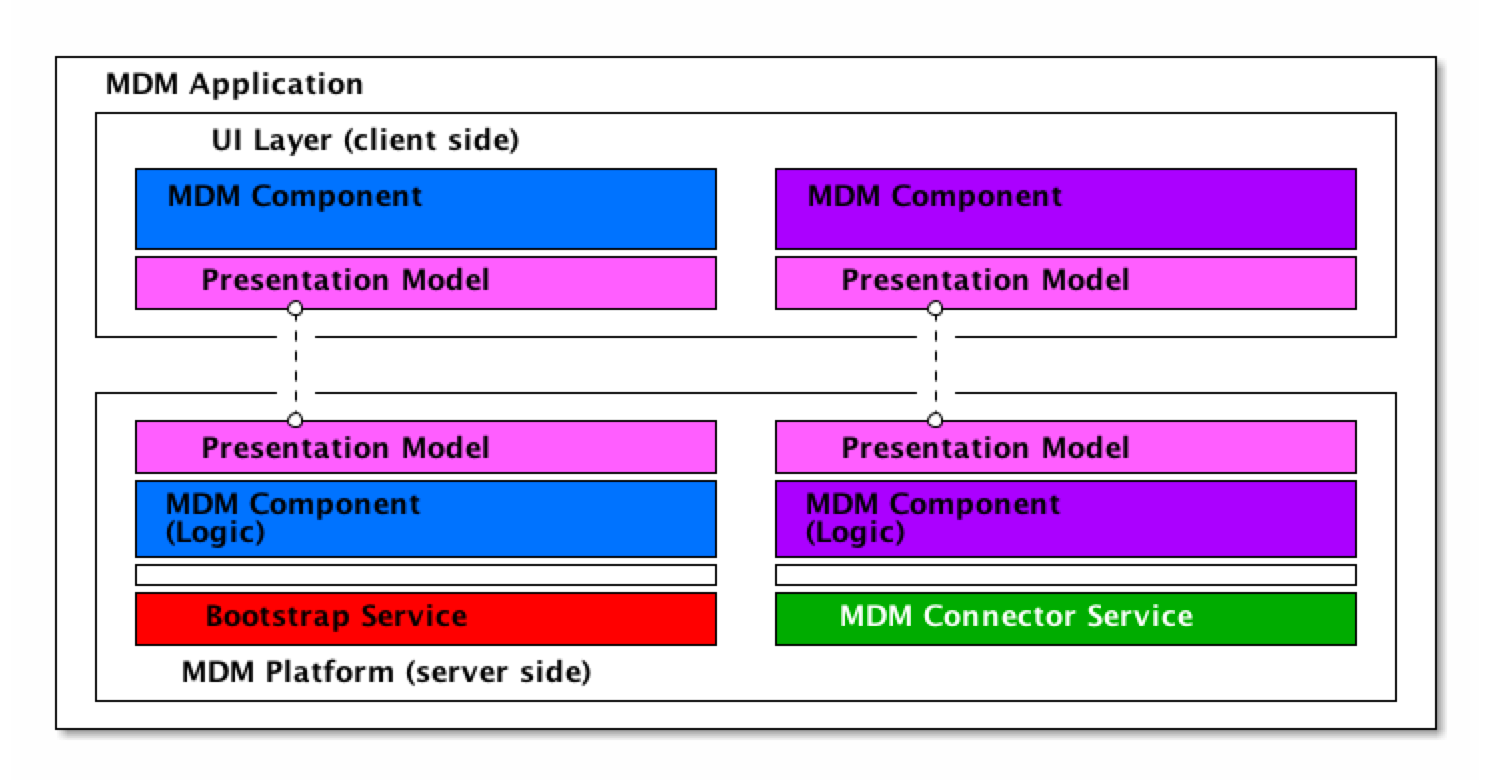 MDM Application
UI Layer (client side)
MDM Component
MDM Component
Presentation Model
Presentation Model
Presentation Model
Presentation Model
MDM Component
(Logic)
MDM Component
(Logic)
Bootstrap Service
MDM Connector Service
MDM Platform (server side)